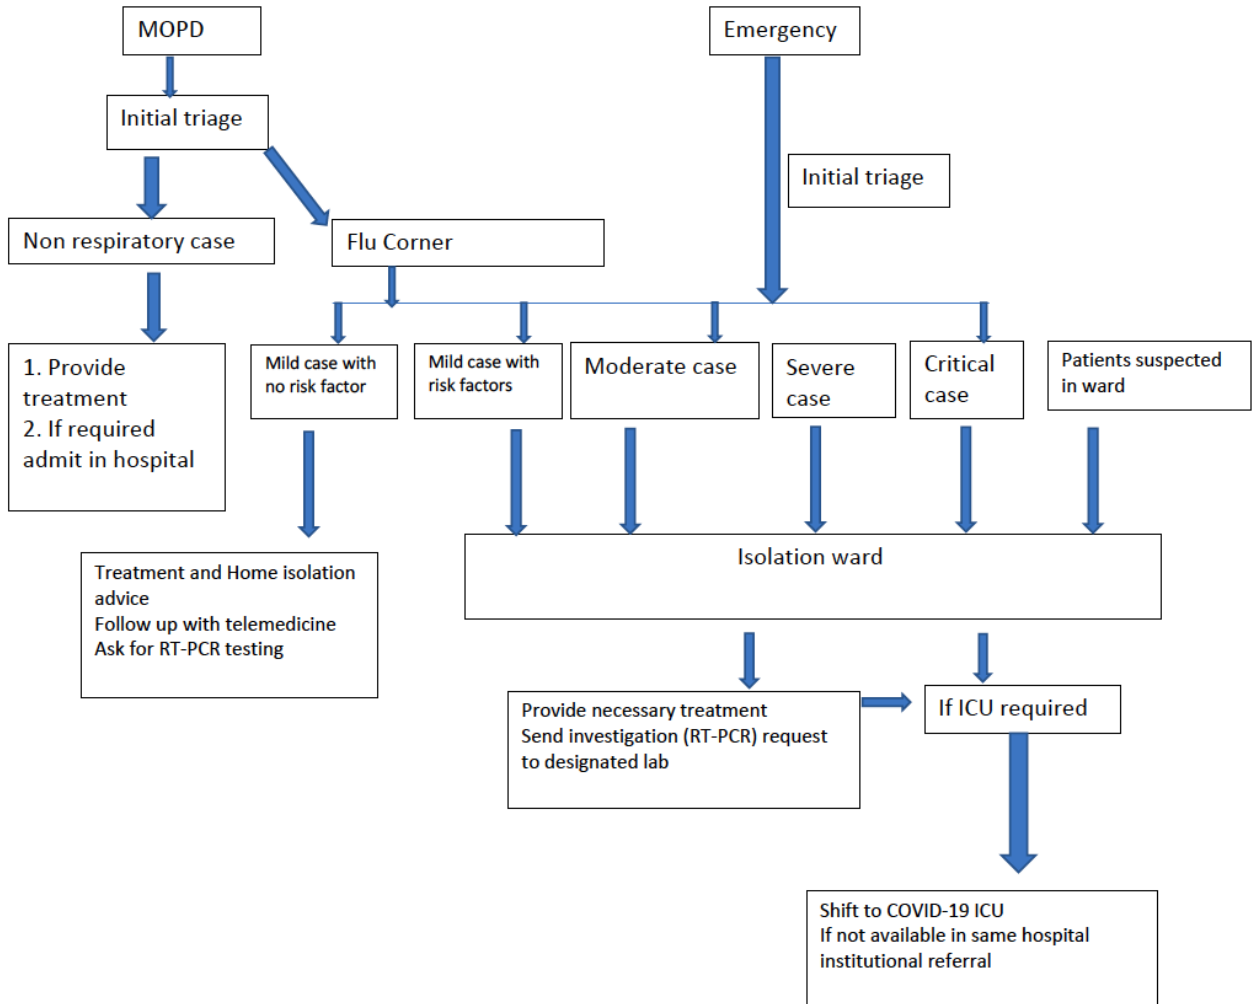 MOPD
Emergency
Initial triage
Initial triage
Non respiratory case
Flu Corner
1. Provide
treatment
2. If required
admit in hospital
Mild case with
no risk factor
Mild case with
risk factors
Moderate case
Severe
case
Critical
case
Patients suspected
in ward
Treatment and Home isolation
advice
Follow up with telemedicine
Ask for RT-PCR testing
Isolation ward
Provide necessary treatment
Send investigation (RT-PCR) request
to designated lab
If ICU required
Shift to COVID-19 ICU
If not available in same hospital
institutional referral